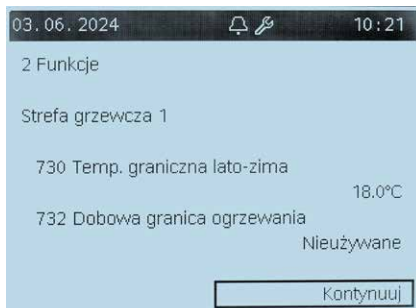 03.06.2024 10:21
2 Funkcje
Strefa grzewcza 1
730 Temp. graniczna lato-zima
18.0°C
732 Dobowa granica ogrzewania
Nieużywane
Kontynuuj